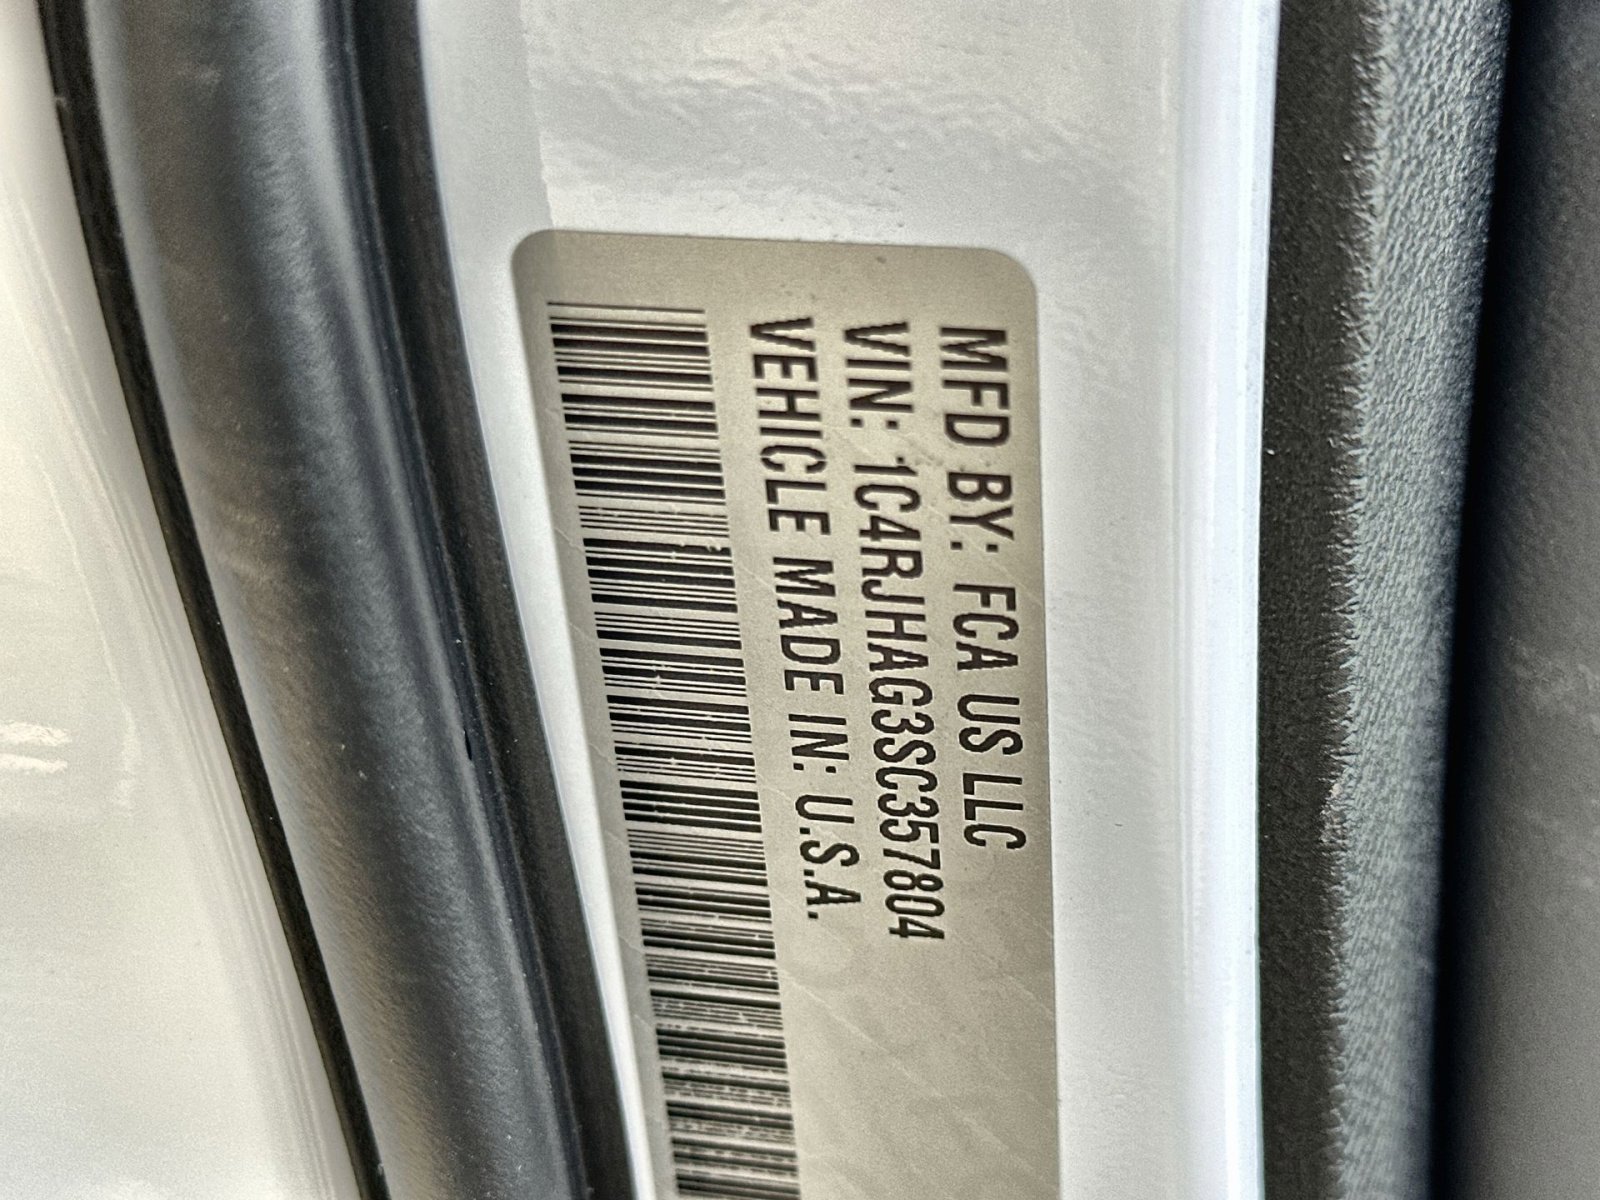 MFD BY: FCA US LLC
VIN: 1C4RJHAG3SC357804
VEHICLE MADE IN: U.S.A.